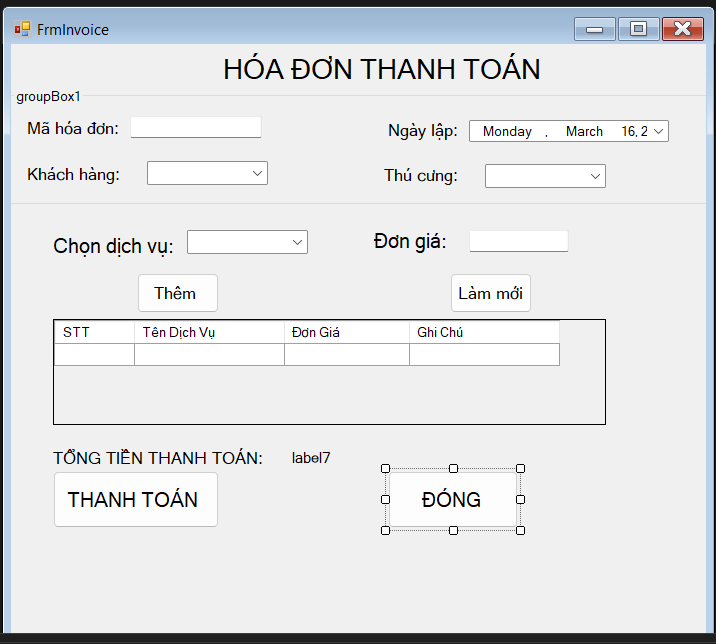 FrmInvoice
HÓA ĐƠN THANH TOÁN
groupBox1
Mã hóa đơn:
Ngày lập: Monday , March 16, 2
Khách hàng:
Thú cưng:
Chọn dịch vụ:
Đơn giá:
Thêm
Làm mới
STT Tên Dịch Vụ Đơn Giá Ghi Chú
TỔNG TIỀN THANH TOÁN: label7
THANH TOÁN
ĐÓNG